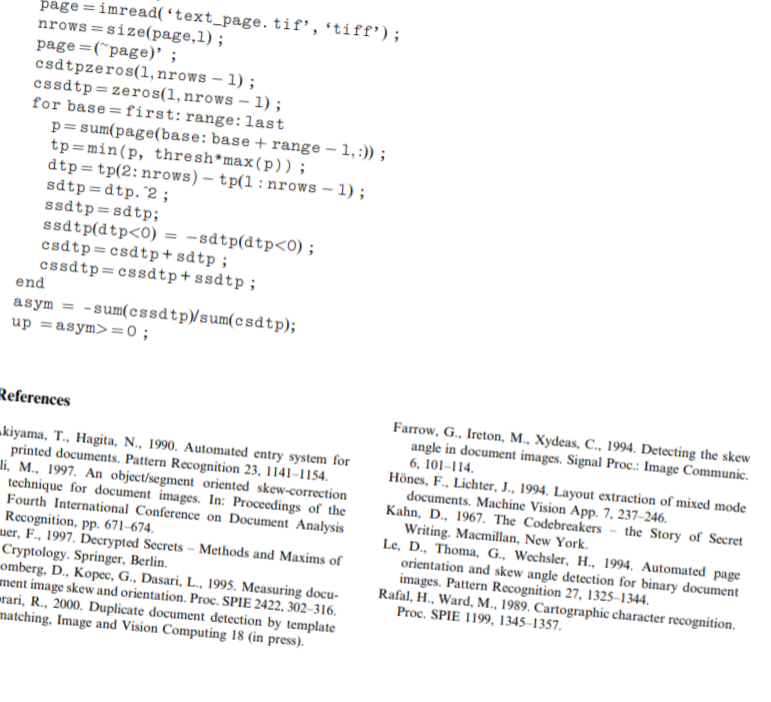 page=imread(‘text_page.tif’, ‘tiff’);
nrows=size(page,1);
page=(~page)’;
csdtpzeros(1,nrows − 1);
cssdtp=zeros(1,nrows − 1);
for base=first:range:last
p=sum(page(base:base + range − 1,:));
tp=min(p, thresh*max(p));
dtp=tp(2:nrows) − tp(1:nrows − 1);
sdtp=dtp.^2;
ssdtp=sdtp;
ssdtp(dtp<0) = -sdtp(dtp<0);
csdtp=csdtp+sdtp;
cssdtp=cssdtp+ssdtp;
end
asym = -sum(cssdtp)/sum(csdtp);
up =asym>=0;
References
kiyama, T., Hagita, N., 1990. Automated entry system for
printed documents. Pattern Recognition 23, 1141–1154.
li, M., 1997. An object/segment oriented skew-correction
technique for document images. In: Proceedings of the
Fourth International Conference on Document Analysis
Recognition, pp. 671–674.
uer, F., 1997. Decrypted Secrets – Methods and Maxims of
Cryptology. Springer, Berlin.
omberg, D., Kopec, G., Dasari, L., 1995. Measuring docu-
ment image skew and orientation. Proc. SPIE 2422, 302–316.
rari, R., 2000. Duplicate document detection by template
matching, Image and Vision Computing 18 (in press).
Farrow, G., Ireton, M., Xydeas, C., 1994. Detecting the skew
angle in document images. Signal Proc.: Image Communic.
6, 101–114.
Hönes, F., Lichter, J., 1994. Layout extraction of mixed mode
documents. Machine Vision App. 7, 237–246.
Kahn, D., 1967. The Codebreakers – the Story of Secret
Writing. Macmillan, New York.
Le, D., Thoma, G., Wechsler, H., 1994. Automated page
orientation and skew angle detection for binary document
images. Pattern Recognition 27, 1325–1344.
Rafal, H., Ward, M., 1989. Cartographic character recognition.
Proc. SPIE 1199, 1345–1357.